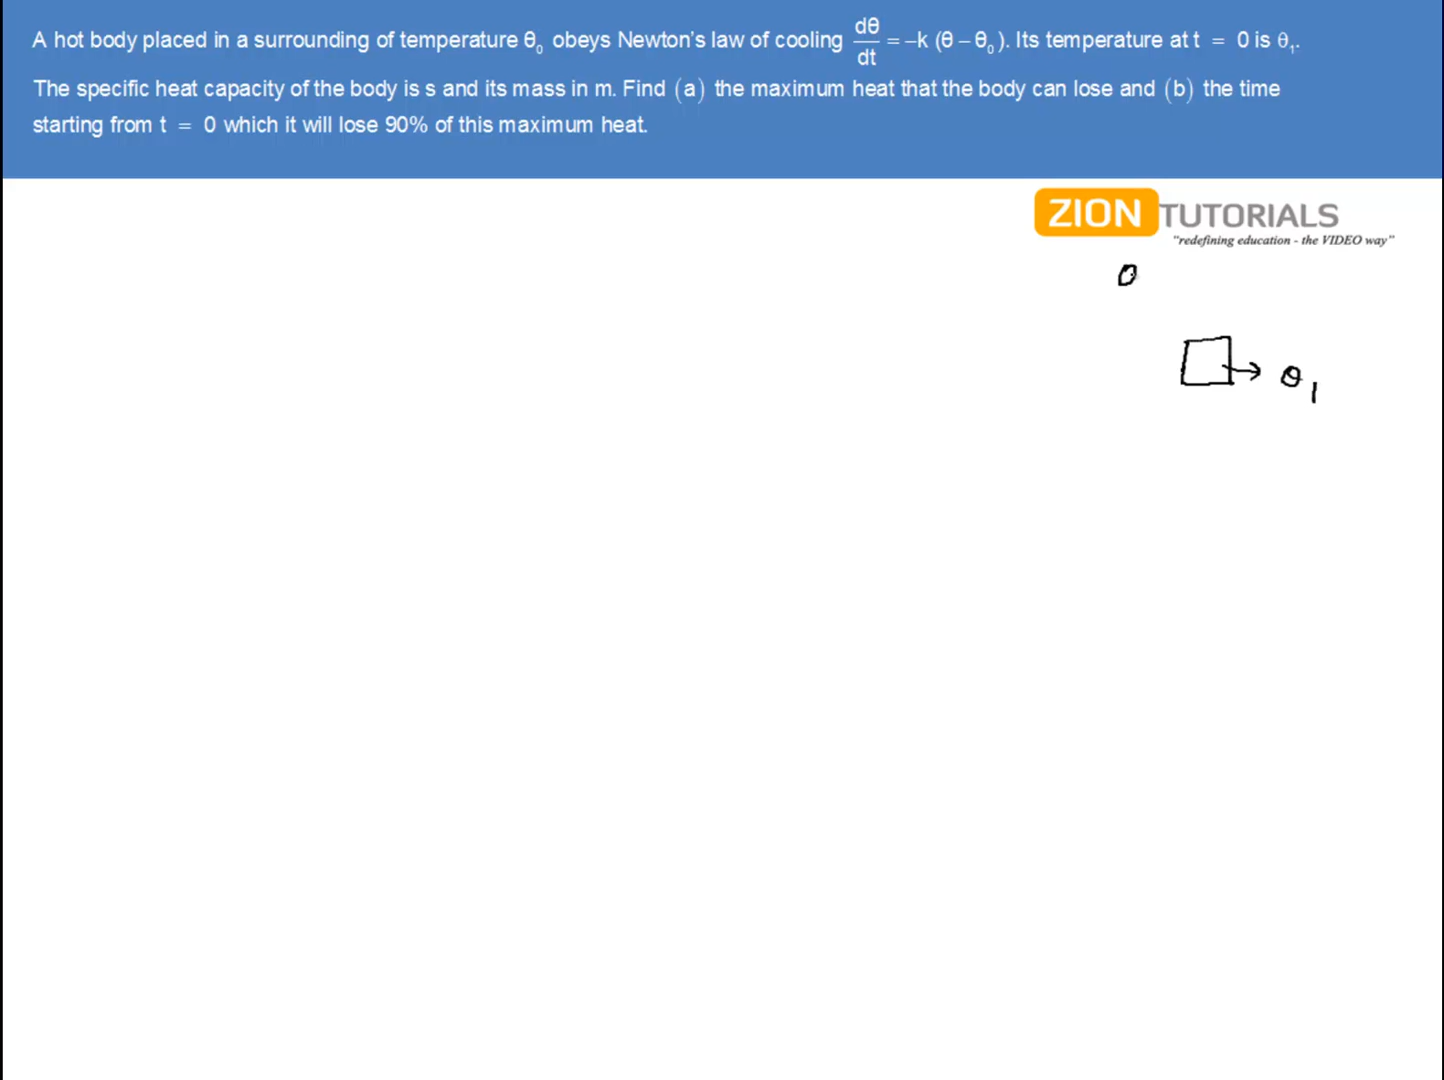 A hot body placed in a surrounding of temperature θ₀ obeys Newton's law of cooling dθ/dt = –k (θ – θ₀). Its temperature at t = 0 is θ₁.
The specific heat capacity of the body is s and its mass in m. Find (a) the maximum heat that the body can lose and (b) the time
starting from t = 0 which it will lose 90% of this maximum heat.
ZION TUTORIALS
"redefining education - the VIDEO way"
θ₁